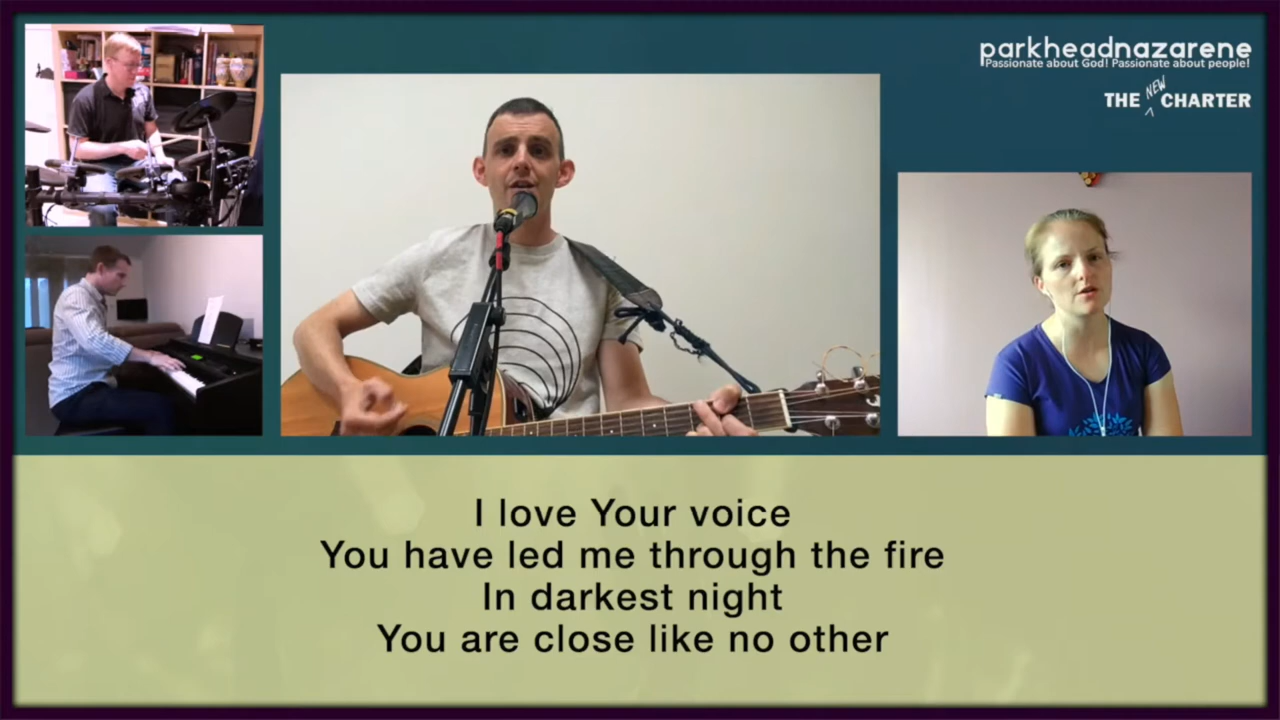 parkheadnazarene
Passionate about God! Passionate about people!
THE NEW CHARTER
I love Your voice
You have led me through the fire
In darkest night
You are close like no other